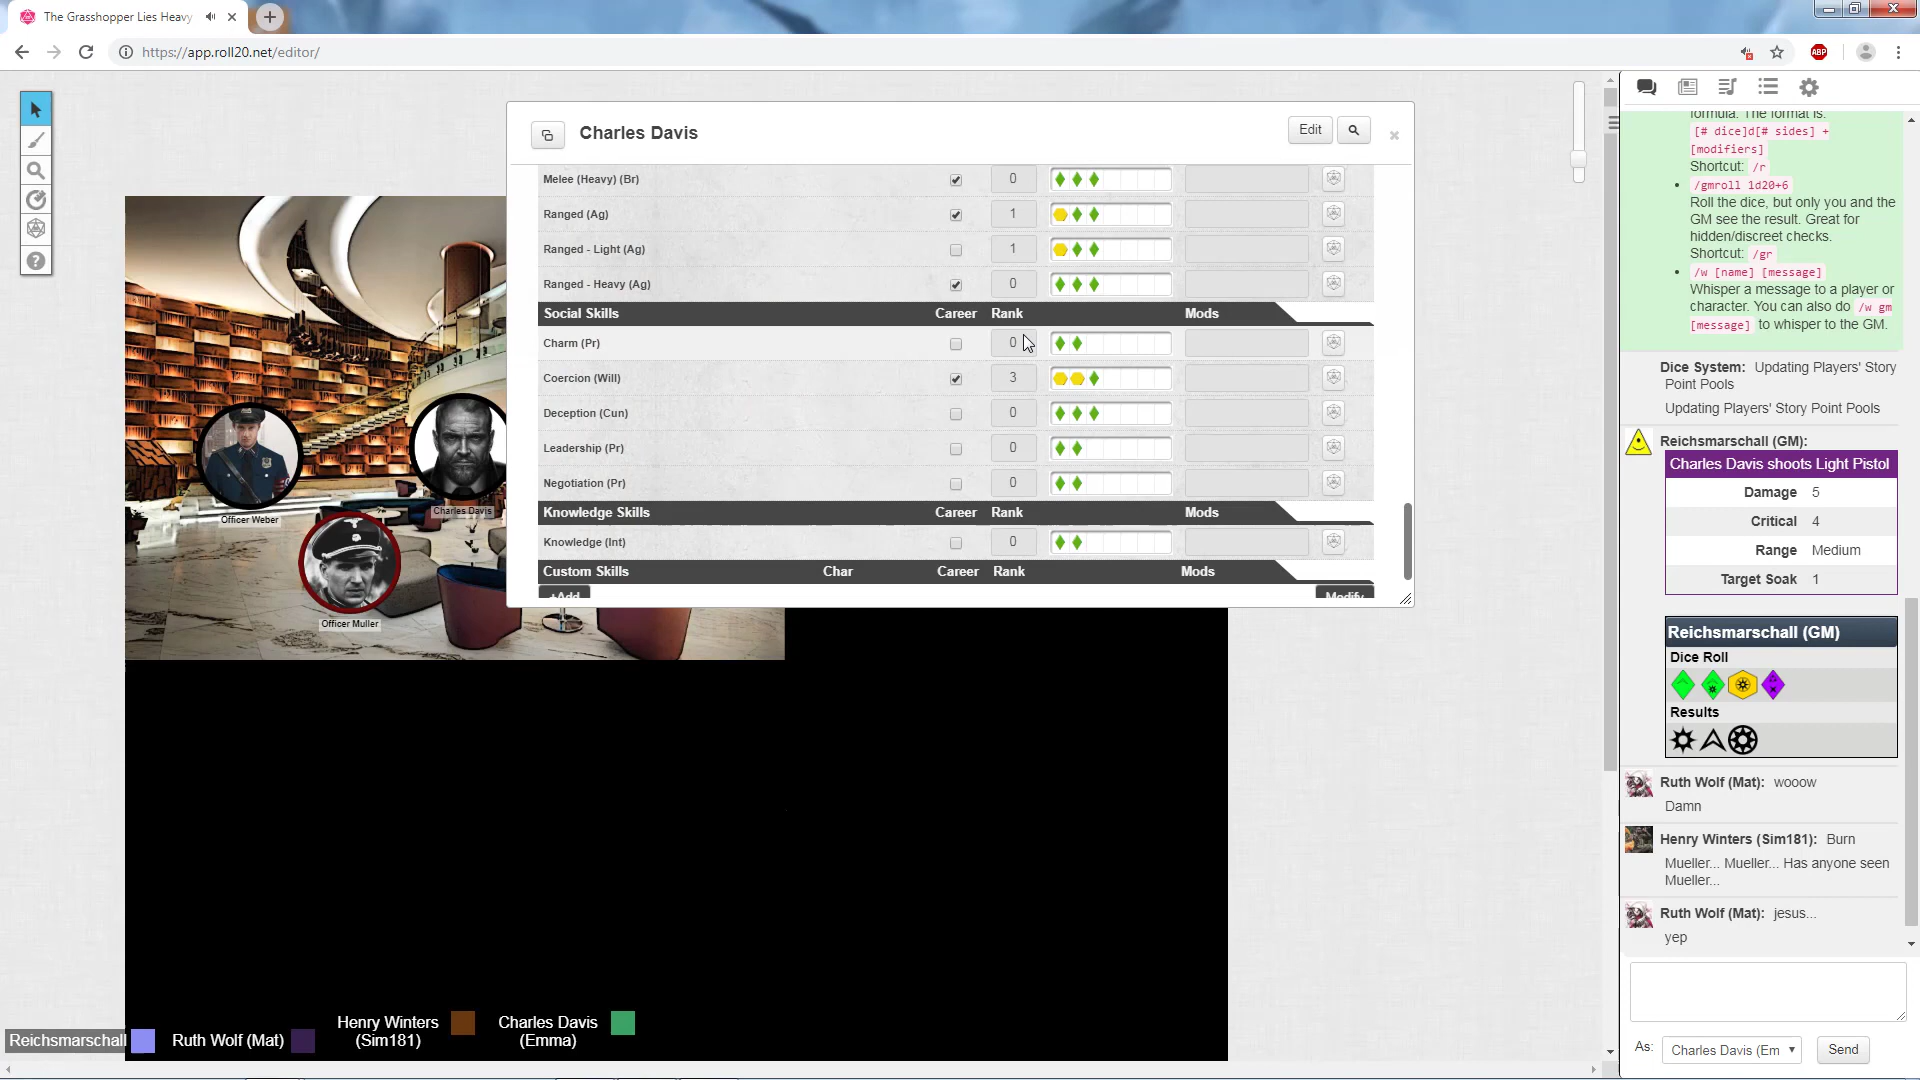 The Grasshopper Lies Heavy
https://app.roll20.net/editor/
ABP
Charles Davis
Edit
Melee (Heavy) (Br) 0
Ranged (Ag) 1
Ranged - Light (Ag) 1
Ranged - Heavy (Ag) 0
Social Skills Career Rank Mods
Charm (Pr) 0
Coercion (Will) 3
Deception (Cun) 0
Leadership (Pr) 0
Negotiation (Pr) 0
Knowledge Skills Career Rank Mods
Knowledge (Int) 0
Custom Skills Char Career Rank Mods
+Add Modify
Officer Weber
Charles Davis
Officer Muller
Reichsmarschall
Ruth Wolf (Mat)
Henry Winters
(Sim181)
Charles Davis
(Emma)
formula. The format is:
[# dice]d[# sides] +
[modifiers]
Shortcut: /r
/gmroll 1d20+6
Roll the dice, but only you and the
GM see the result. Great for
hidden/discreet checks.
Shortcut: /gr
/w [name] [message]
Whisper a message to a player or
character. You can also do /w gm
[message] to whisper to the GM.
Dice System: Updating Players' Story
Point Pools
Updating Players' Story Point Pools
Reichsmarschall (GM):
Charles Davis shoots Light Pistol
Damage 5
Critical 4
Range Medium
Target Soak 1
Reichsmarschall (GM)
Dice Roll
Results
Ruth Wolf (Mat): wooow
Damn
Henry Winters (Sim181): Burn
Mueller... Mueller... Has anyone seen
Mueller...
Ruth Wolf (Mat): jesus...
yep
As: Charles Davis (Em Send